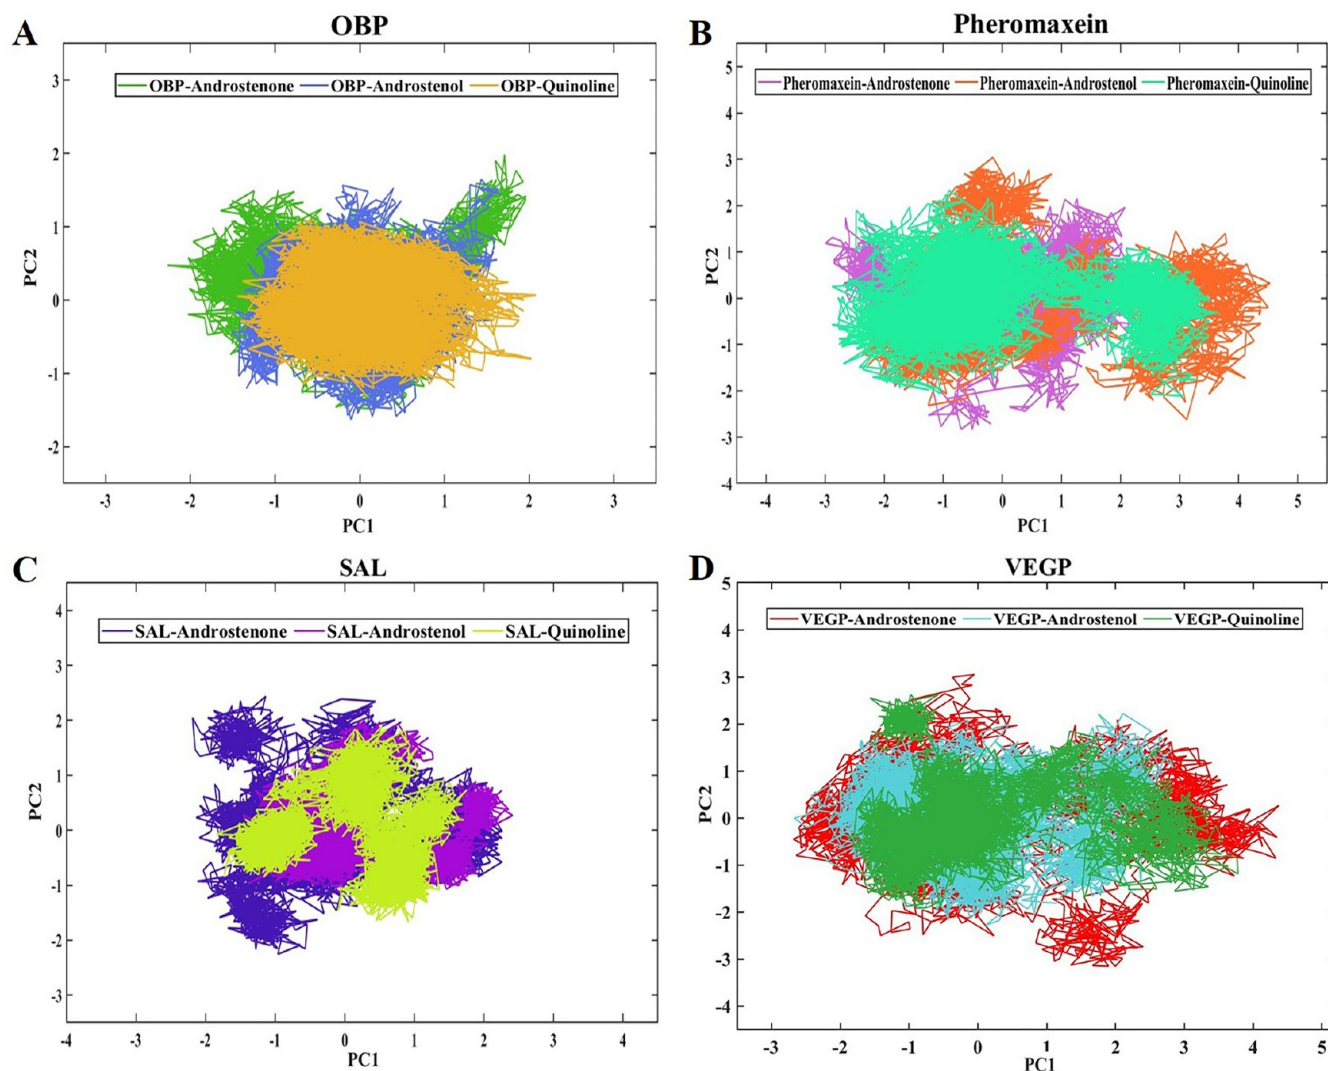 A
OBP
OBP-Androstenone OBP-Androstenol OBP-Quinoline
3
2
1
0
-1
-2
PC2
-3 -2 -1 0 1 2 3
PC1
B
Pheromaxein
Pheromaxein-Androstenone Pheromaxein-Androstenol Pheromaxein-Quinoline
5
4
3
2
1
0
-1
-2
-3
-4
PC2
-4 -3 -2 -1 0 1 2 3 4 5
PC1
C
SAL
SAL-Androstenone SAL-Androstenol SAL-Quinoline
4
3
2
1
0
-1
-2
-3
PC2
-4 -3 -2 -1 0 1 2 3 4
PC1
D
VEGP
VEGP-Androstenone VEGP-Androstenol VEGP-Quinoline
5
4
3
2
1
0
-1
-2
-3
-4
PC2
-3 -2 -1 0 1 2 3 4 5
PC1